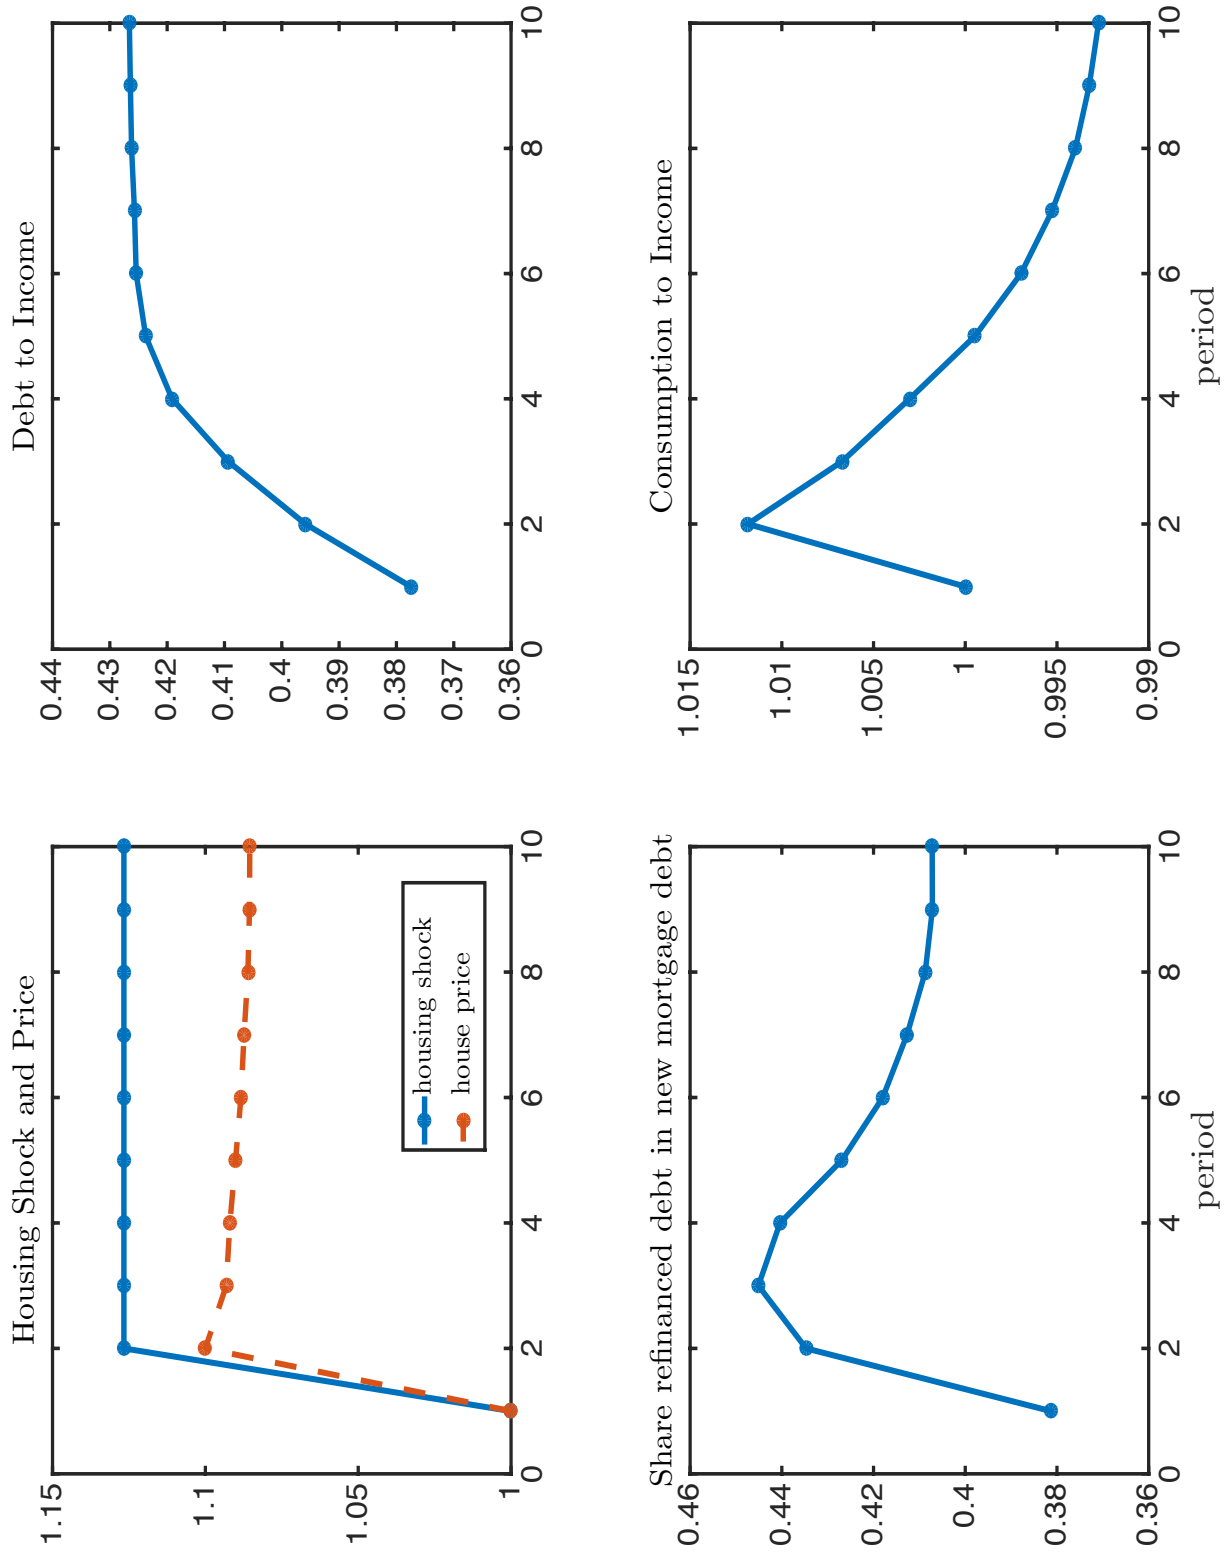 Housing Shock and Price
1.15
1.1
1.05
1
0 2 4 6 8 10
housing shock
house price
Debt to Income
0.44
0.43
0.42
0.41
0.4
0.39
0.38
0.37
0.36
0 2 4 6 8 10
Share refinanced debt in new mortgage debt
0.46
0.44
0.42
0.4
0.38
0.36
0 2 4 6 8 10
period
Consumption to Income
1.015
1.01
1.005
1
0.995
0.99
0 2 4 6 8 10
period